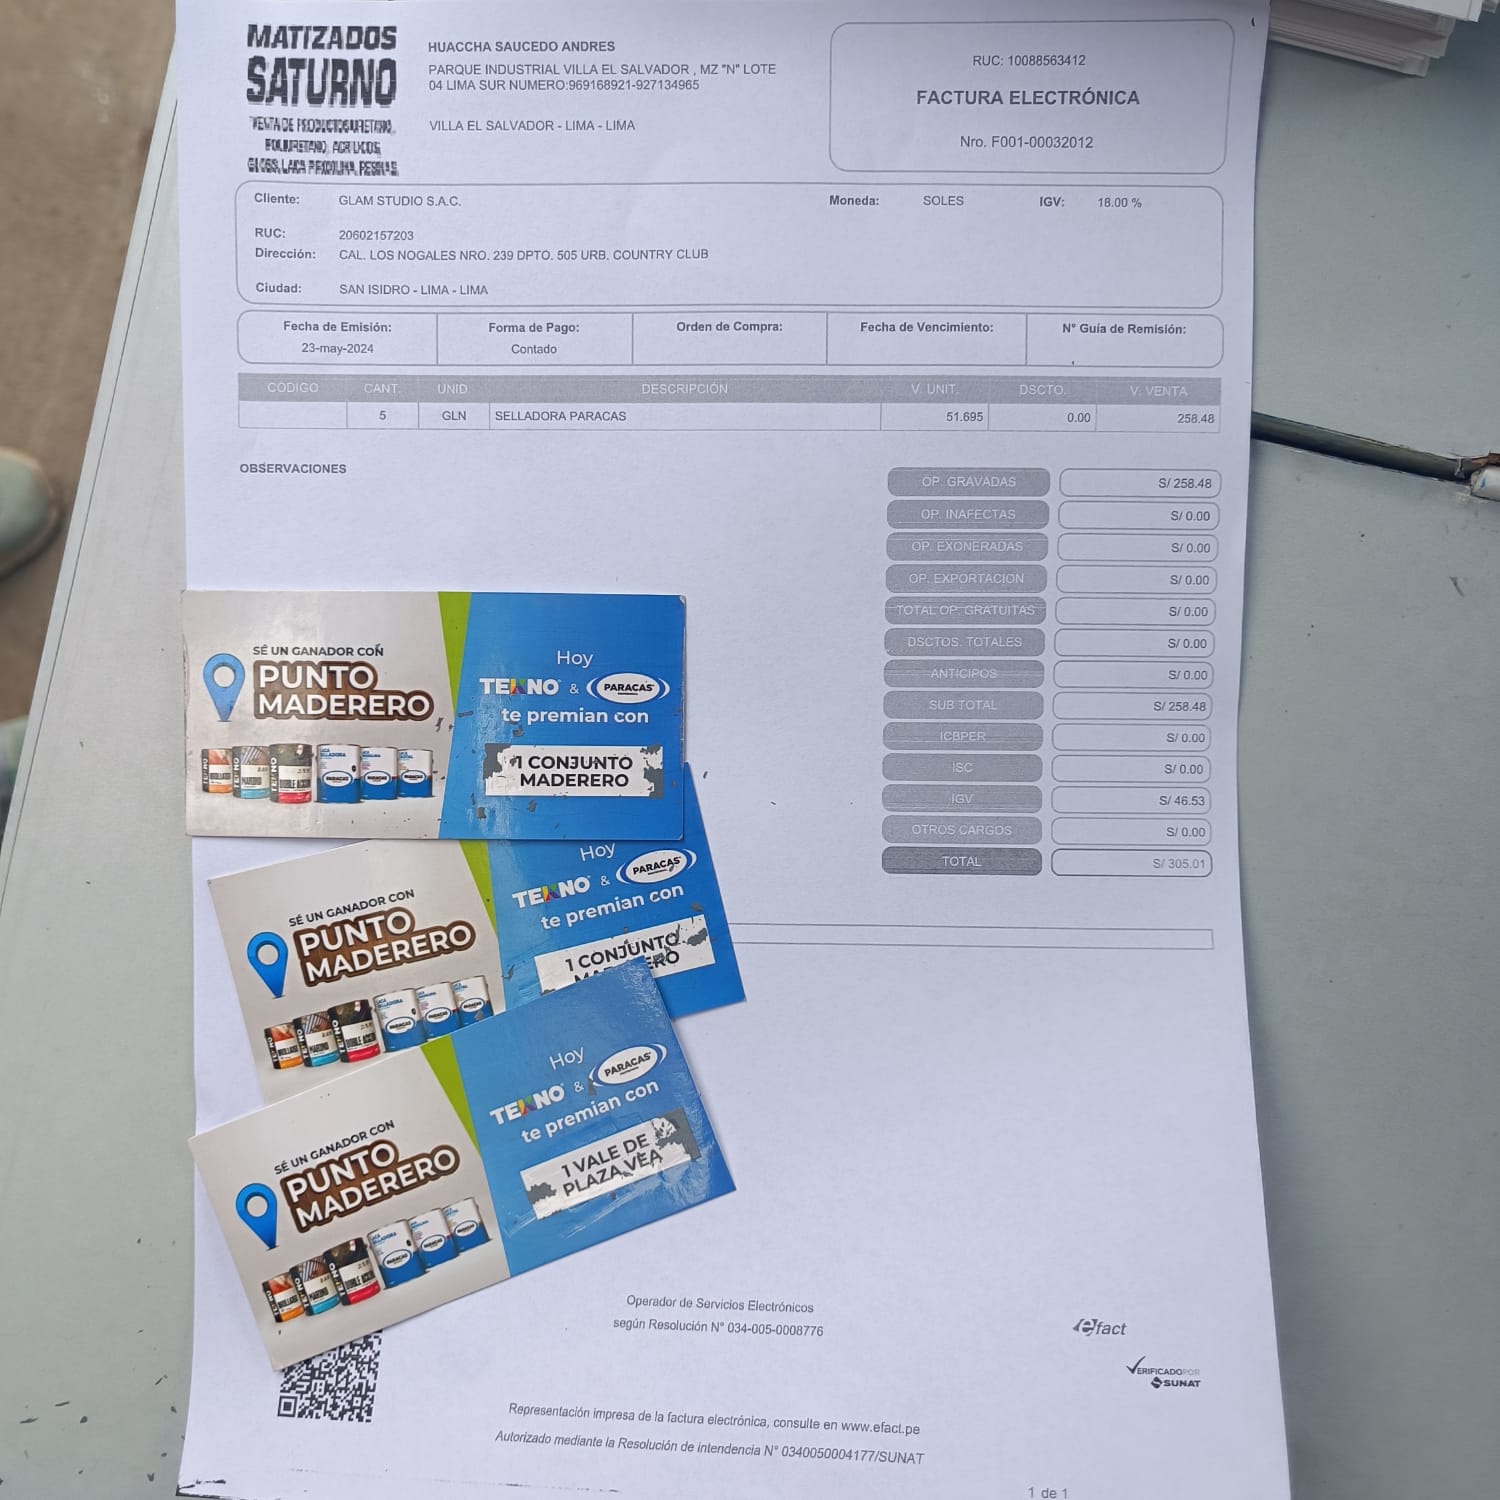 MATIZADOS
SATURNO
VENTA DE PRODUCTOS
GLOSS, LACA
HUACCHA SAUCEDO ANDRES
PARQUE INDUSTRIAL VILLA EL SALVADOR , MZ "N" LOTE
04 LIMA SUR NUMERO:969168921-927134965
VILLA EL SALVADOR - LIMA - LIMA
RUC: 10088563412
FACTURA ELECTRÓNICA
Nro. F001-00032012
Cliente: GLAM STUDIO S.A.C. Moneda: SOLES IGV: 18.00 %
RUC: 20602157203
Dirección: CAL. LOS NOGALES NRO. 239 DPTO. 505 URB. COUNTRY CLUB
Ciudad: SAN ISIDRO - LIMA - LIMA
Fecha de Emisión: Forma de Pago: Orden de Compra: Fecha de Vencimiento: N° Guía de Remisión:
23-may-2024 Contado
CÓDIGO CANT. UNID. DESCRIPCIÓN V. UNIT. DSCTO. V. VENTA
5 GLN SELLADORA PARACAS 51.695 0.00 258.48
OBSERVACIONES
OP. GRAVADAS S/ 258.48
OP. INAFECTAS S/ 0.00
OP. EXONERADAS S/ 0.00
OP. EXPORTACION S/ 0.00
TOTAL OP. GRATUITAS S/ 0.00
DSCTOS. TOTALES S/ 0.00
ANTICIPOS S/ 0.00
SUB TOTAL S/ 258.48
ICBPER S/ 0.00
ISC S/ 0.00
IGV S/ 46.53
OTROS CARGOS S/ 0.00
TOTAL S/ 305.01
SÉ UN GANADOR CON
PUNTO
MADERERO
Hoy
TEKNO & PARACAS
te premian con
1 CONJUNTO
MADERERO
SÉ UN GANADOR CON
PUNTO
MADERERO
Hoy
TEKNO & PARACAS
te premian con
1 CONJUNTO
SÉ UN GANADOR CON
PUNTO
MADERERO
Hoy
TEKNO & PARACAS
te premian con
1 VALE DE
PLAZA VEA
Operador de Servicios Electrónicos
según Resolución N° 034-005-0008776
efact
VERIFICADO POR
SUNAT
Representación impresa de la factura electrónica, consulte en www.efact.pe
Autorizado mediante la Resolución de intendencia N° 0340050004177/SUNAT
1 de 1